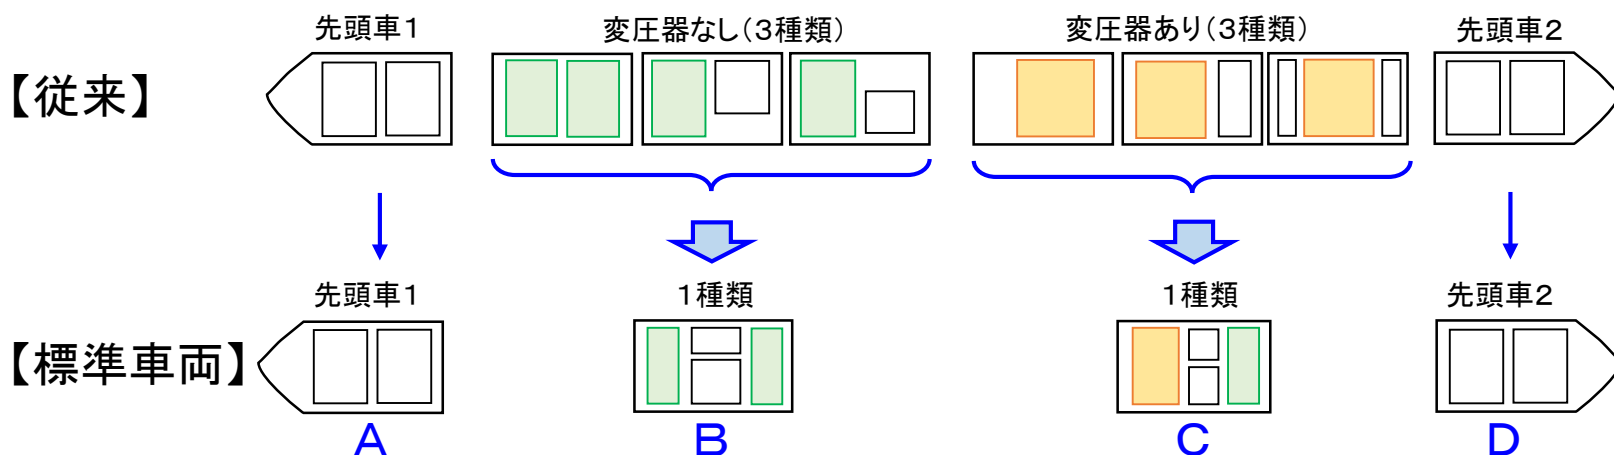 先頭車1
変圧器なし(3種類)
変圧器あり(3種類)
先頭車2
【従来】
先頭車1
1種類
1種類
先頭車2
【標準車両】
A
B
C
D